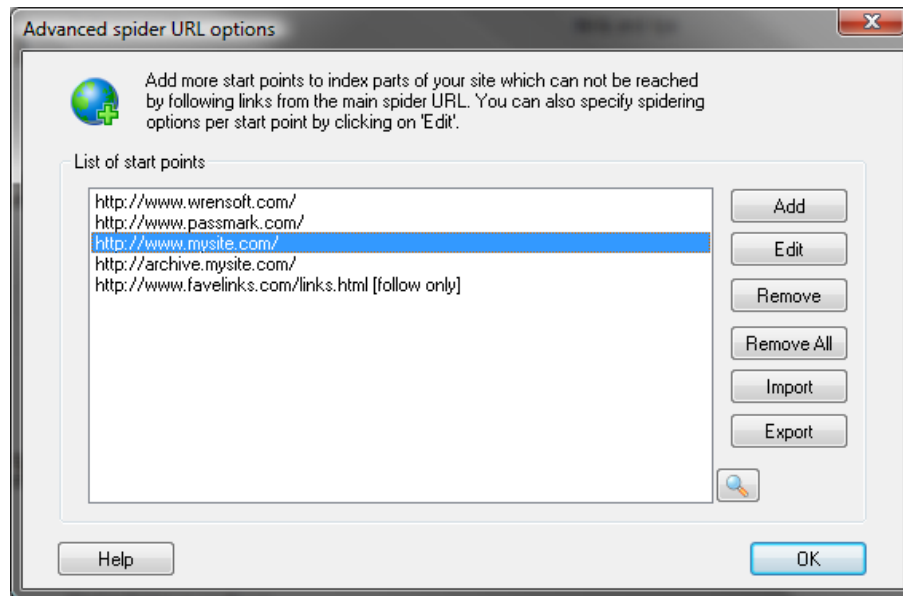 Advanced spider URL options
Add more start points to index parts of your site which can not be reached
by following links from the main spider URL. You can also specify spidering
options per start point by clicking on 'Edit'.
List of start points
http://www.wrensoft.com/
http://www.passmark.com/
http://www.mysite.com/
http://archive.mysite.com/
http://www.favelinks.com/links.html [follow only]
Add
Edit
Remove
Remove All
Import
Export
Help
OK